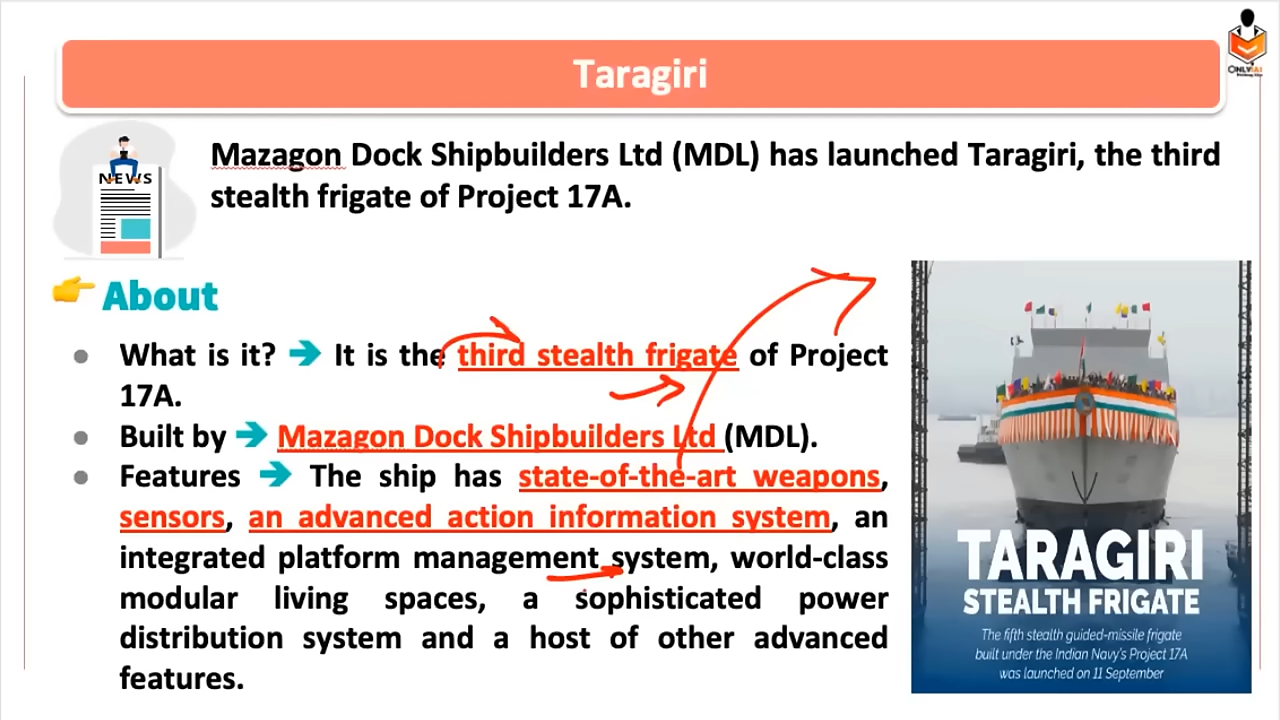 Taragiri
ONLYIAS
NEWS
Mazagon Dock Shipbuilders Ltd (MDL) has launched Taragiri, the third
stealth frigate of Project 17A.
About
What is it? It is the third stealth frigate of Project
17A.
Built by Mazagon Dock Shipbuilders Ltd (MDL).
Features The ship has state-of-the-art weapons,
sensors, an advanced action information system, an
integrated platform management system, world-class
modular living spaces, a sophisticated power
distribution system and a host of other advanced
features.
TARAGIRI
STEALTH FRIGATE
The fifth stealth guided-missile frigate
built under the Indian Navy's Project 17A
was launched on 11 September